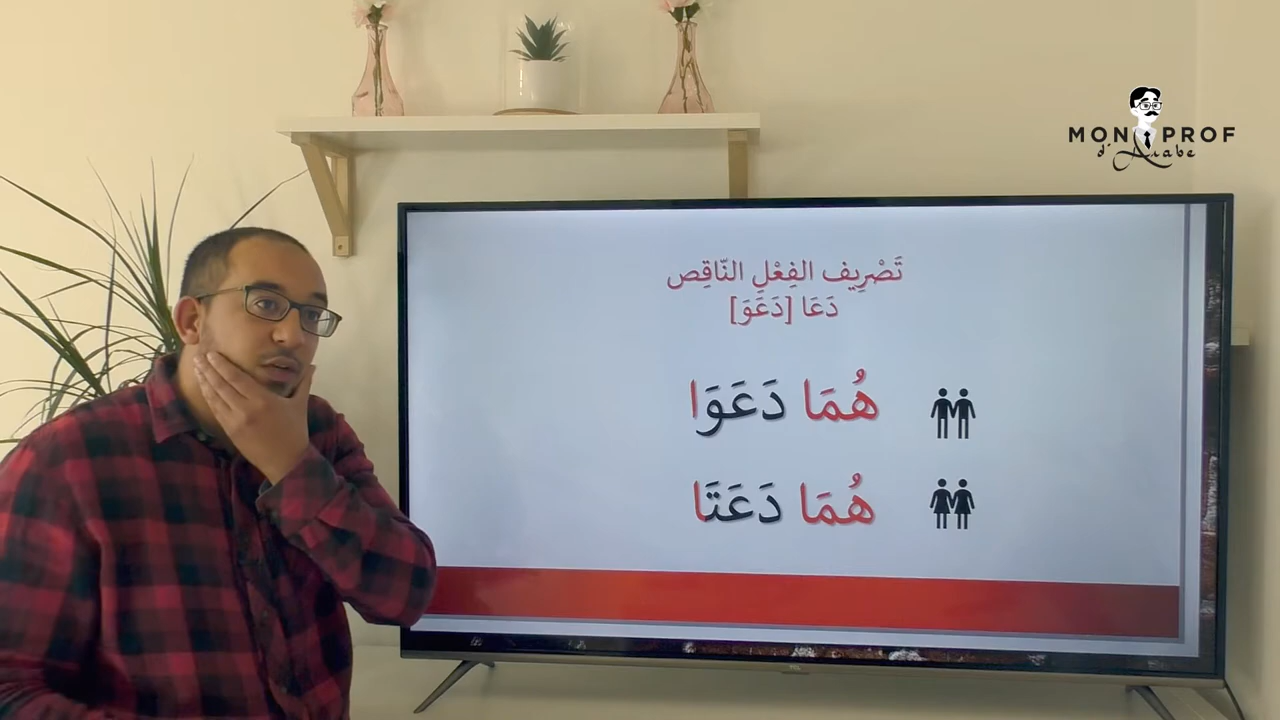 MON PROF
d'Arabe
تَصْرِيف الفِعْلِ النّاقِص
دَعَا [دَعَوَ]
هُمَا دَعَوَا
هُمَا دَعَتَا